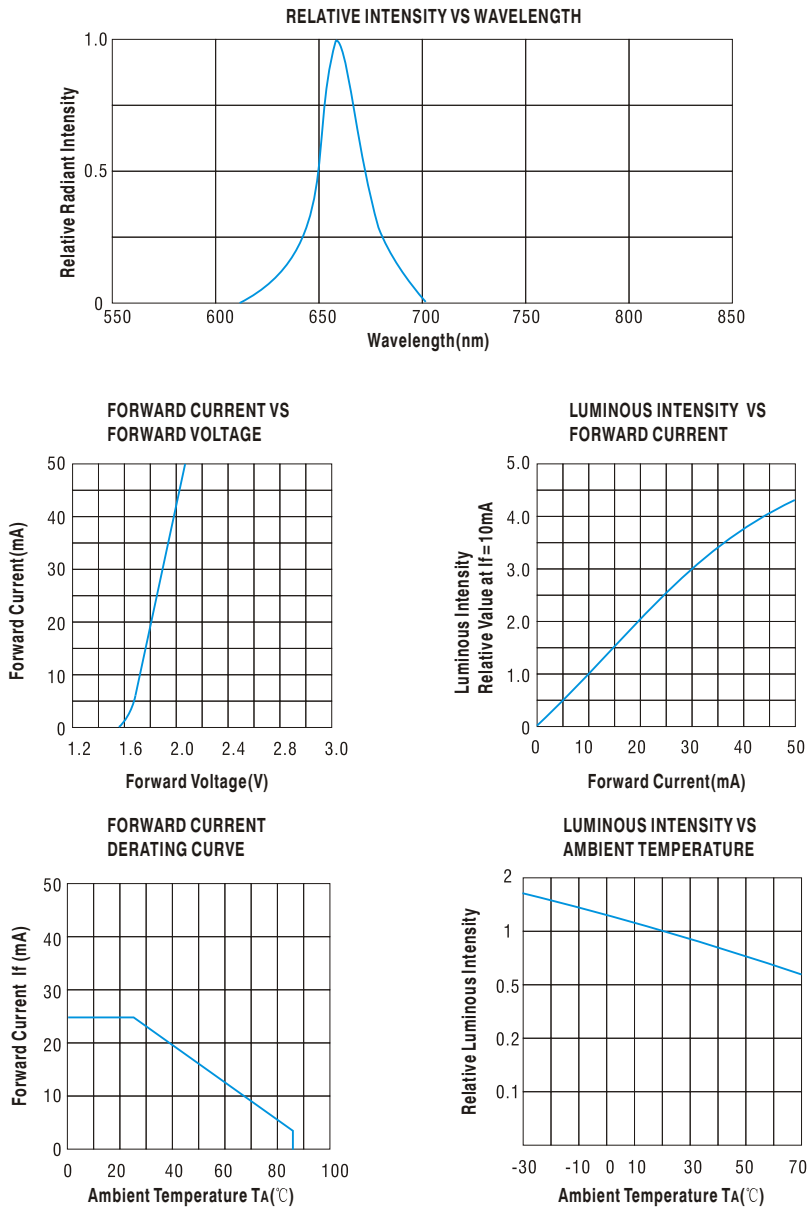 RELATIVE INTENSITY VS WAVELENGTH
1.0
0.5
0
Relative Radiant Intensity
550 600 650 700 750 800 850
Wavelength(nm)
FORWARD CURRENT VS
FORWARD VOLTAGE
50
40
30
20
10
0
Forward Current(mA)
1.2 1.6 2.0 2.4 2.8 3.0
Forward Voltage(V)
LUMINOUS INTENSITY VS
FORWARD CURRENT
5.0
4.0
3.0
2.0
1.0
0
Luminous Intensity
Relative Value at If=10mA
0 10 20 30 40 50
Forward Current(mA)
FORWARD CURRENT
DERATING CURVE
50
40
30
20
10
0
Forward Current If (mA)
0 20 40 60 80 100
Ambient Temperature TA(℃)
LUMINOUS INTENSITY VS
AMBIENT TEMPERATURE
2
1
0.5
0.2
0.1
Relative Luminous Intensity
-30 -10 0 10 30 50 70
Ambient Temperature TA(℃)